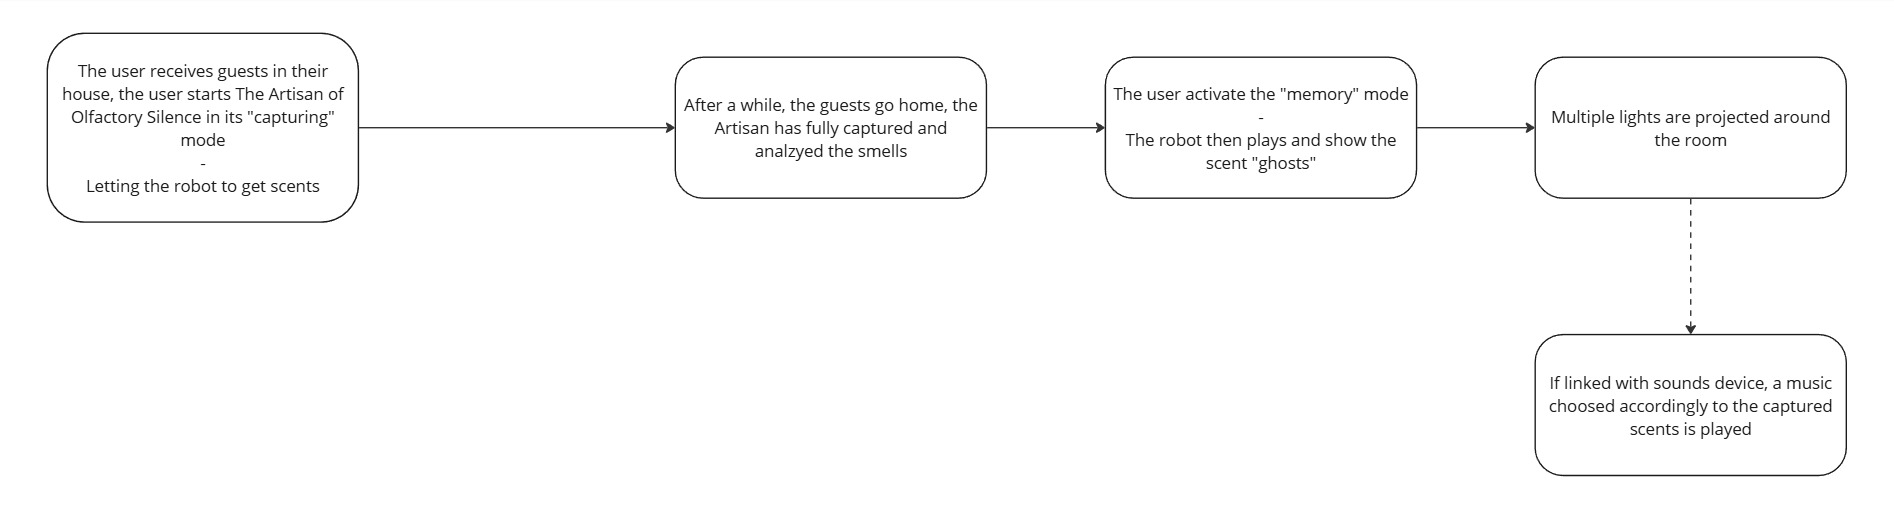 The user receives guests in their
house, the user starts The Artisan of
Olfactory Silence in its "capturing"
mode
-
Letting the robot to get scents
After a while, the guests go home, the
Artisan has fully captured and
analzyed the smells
The user activate the "memory" mode
-
The robot then plays and show the
scent "ghosts"
Multiple lights are projected around
the room
If linked with sounds device, a music
choosed accordingly to the captured
scents is played